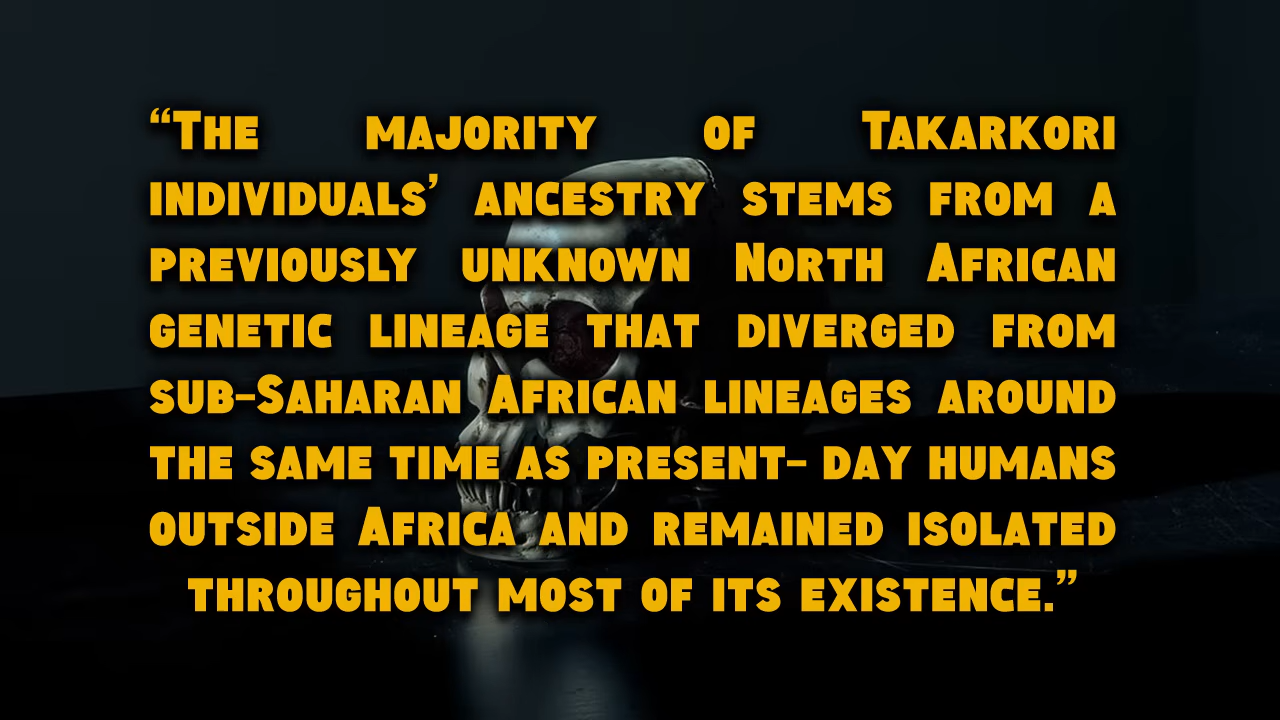 “The majority of Takarkori
individuals’ ancestry stems from a
previously unknown North African
genetic lineage that diverged from
sub-Saharan African lineages around
the same time as present- day humans
outside Africa and remained isolated
throughout most of its existence.”